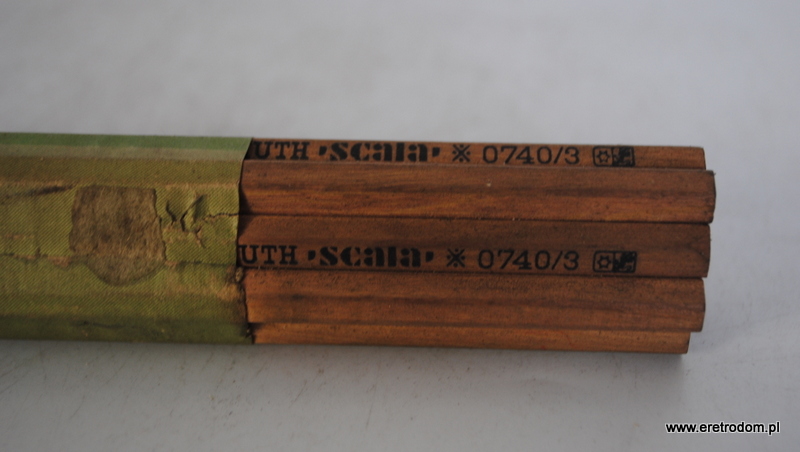 UTH "scala" ※ 0740/3
UTH "scala" ※ 0740/3
www.eretrodom.pl